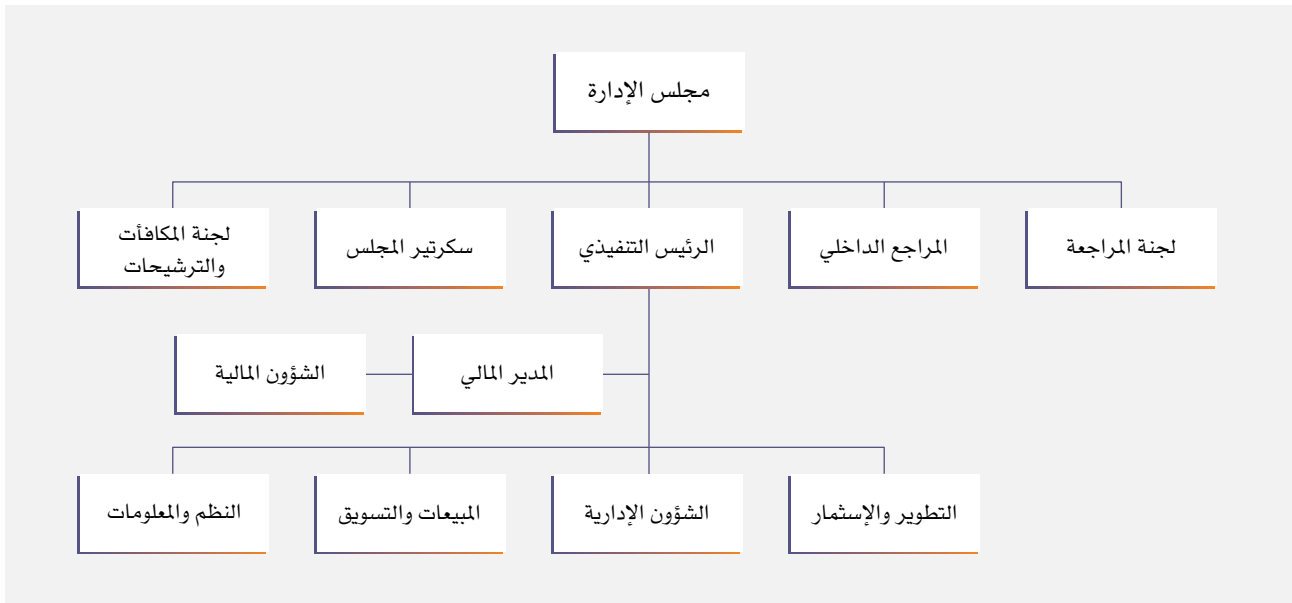 مجلس الإدارة
لجنة المراجعة
المراجع الداخلي
الرئيس التنفيذي
سكرتير المجلس
لجنة المكافأت
والترشيحات
المدير المالي
الشؤون المالية
التطوير والإستثمار
الشؤون الإدارية
المبيعات والتسويق
النظم والمعلومات